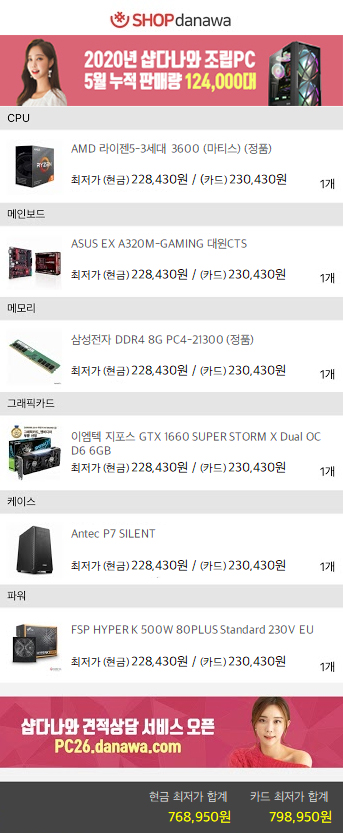 SHOPdanawa
2020년 샵다나와 조립PC
5월 누적 판매량 124,000대
CPU
AMD 라이젠5-3세대 3600 (마티스) (정품)
최저가 (현금) 228,430원 / (카드) 230,430원
1개
메인보드
ASUS EX A320M-GAMING 대원CTS
최저가 (현금) 228,430원 / (카드) 230,430원
1개
메모리
삼성전자 DDR4 8G PC4-21300 (정품)
최저가 (현금) 228,430원 / (카드) 230,430원
1개
그래픽카드
이엠텍 지포스 GTX 1660 SUPER STORM X Dual OC
D6 6GB
최저가 (현금) 228,430원 / (카드) 230,430원
1개
케이스
Antec P7 SILENT
최저가 (현금) 228,430원 / (카드) 230,430원
1개
파워
FSP HYPER K 500W 80PLUS Standard 230V EU
최저가 (현금) 228,430원 / (카드) 230,430원
1개
샵다나와 견적상담 서비스 오픈
PC26.danawa.com
현금 최저가 합계 카드 최저가 합계
768,950원 798,950원